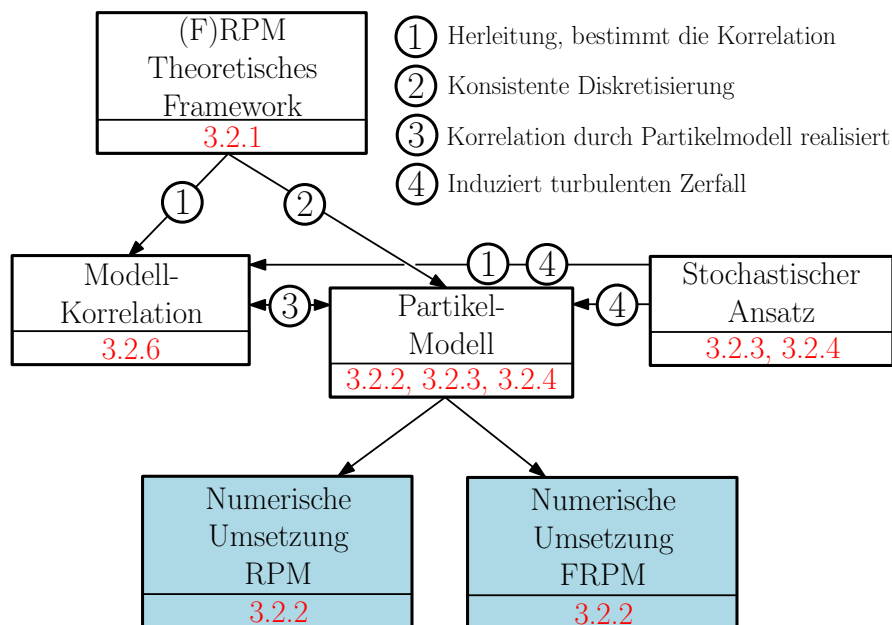 (F)RPM
Theoretisches
Framework
3.2.1
1 Herleitung, bestimmt die Korrelation
2 Konsistente Diskretisierung
3 Korrelation durch Partikelmodell realisiert
4 Induziert turbulenten Zerfall
1
2
Modell-
Korrelation
3.2.6
3
1
4
4
Partikel-
Modell
3.2.2, 3.2.3, 3.2.4
Stochastischer
Ansatz
3.2.3, 3.2.4
Numerische
Umsetzung
RPM
3.2.2
Numerische
Umsetzung
FRPM
3.2.2